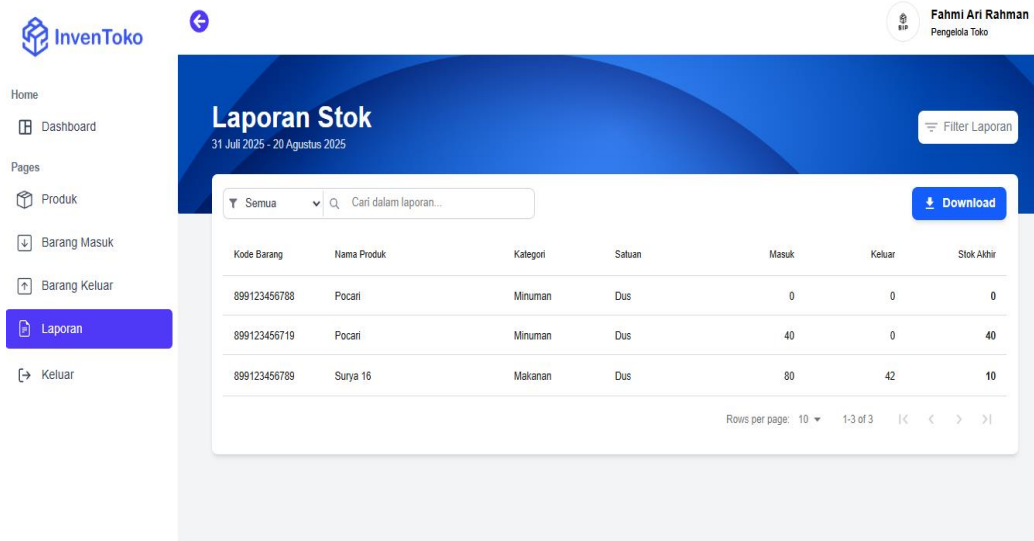 InvenToko
Fahmi Ari Rahman
Pengelola Toko
BIP
Home
Dashboard
Pages
Produk
Barang Masuk
Barang Keluar
Laporan
Keluar
Laporan Stok
31 Juli 2025 - 20 Agustus 2025
Filter Laporan
Semua
Cari dalam laporan...
Download
Kode Barang Nama Produk Kategori Satuan Masuk Keluar Stok Akhir
899123456788 Pocari Minuman Dus 0 0 0
899123456719 Pocari Minuman Dus 40 0 40
899123456789 Surya 16 Makanan Dus 80 42 10
Rows per page: 10 1-3 of 3